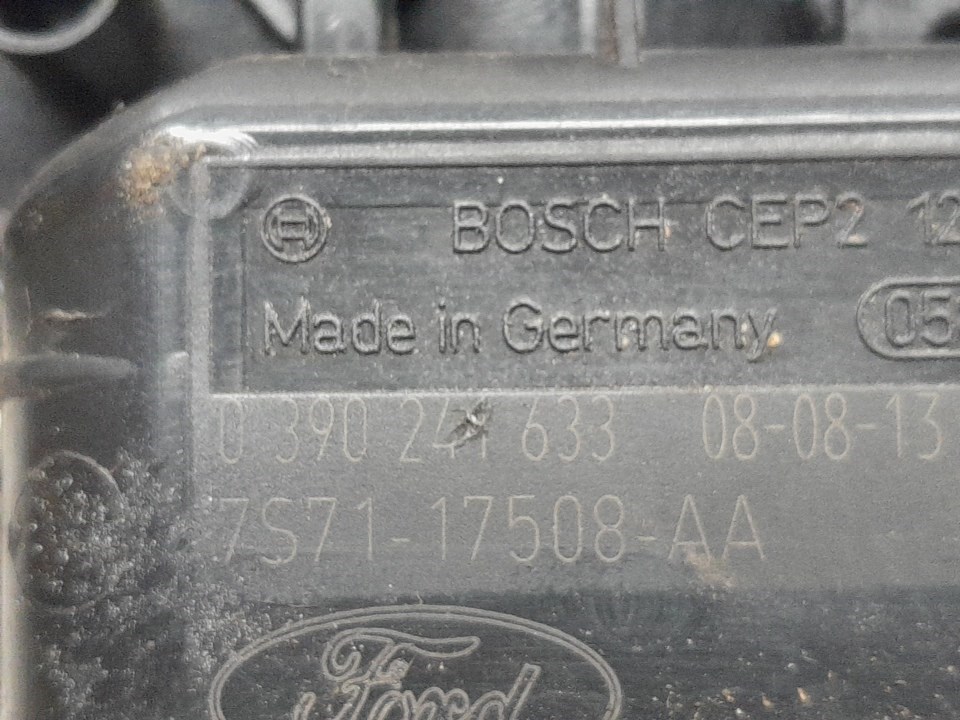 BOSCH CEP2 12
Made in Germany 05
0 390 241 633 08-08-13
7S71-17508-AA
Ford